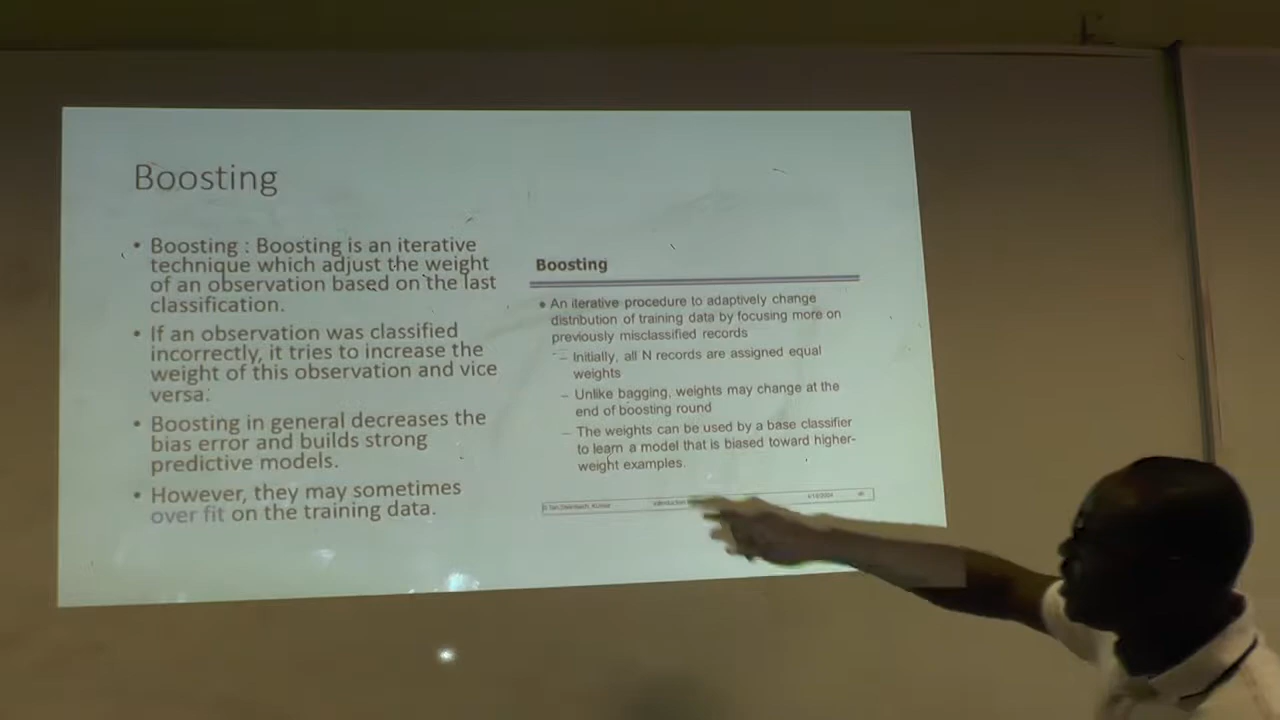 Boosting
• Boosting : Boosting is an iterative
technique which adjust the weight
of an observation based on the last
classification.
• If an observation was classified
incorrectly, it tries to increase the
weight of this observation and vice
versa.
• Boosting in general decreases the
bias error and builds strong
predictive models.
• However, they may sometimes
over fit on the training data.
Boosting
• An iterative procedure to adaptively change
distribution of training data by focusing more on
previously misclassified records
– Initially, all N records are assigned equal
weights
– Unlike bagging, weights may change at the
end of boosting round
– The weights can be used by a base classifier
to learn a model that is biased toward higher-
weight examples.